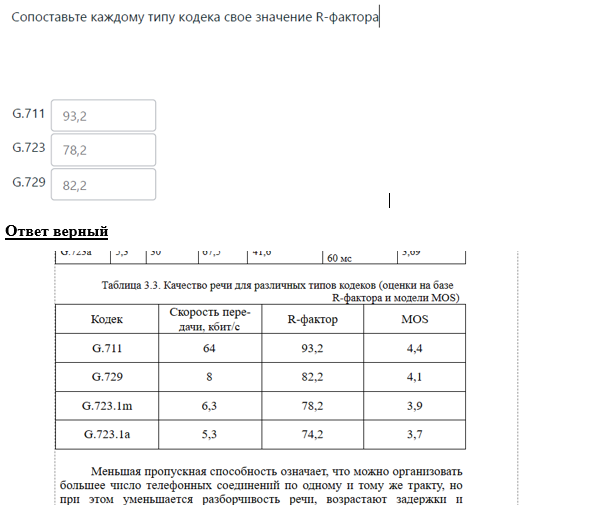 Сопоставьте каждому типу кодека свое значение R-фактора
G.711 93,2
G.723 78,2
G.729 82,2
Ответ верный
G.723a 5,3 30 67,5 41,6 60 мс 3,69
Таблица 3.3. Качество речи для различных типов кодеков (оценки на базе
R-фактора и модели MOS)
Кодек Скорость пере-
дачи, кбит/с R-фактор MOS
G.711 64 93,2 4,4
G.729 8 82,2 4,1
G.723.1m 6,3 78,2 3,9
G.723.1a 5,3 74,2 3,7
Меньшая пропускная способность означает, что можно организовать
большее число телефонных соединений по одному и тому же тракту, но
при этом уменьшается разборчивость речи, возрастают задержки и